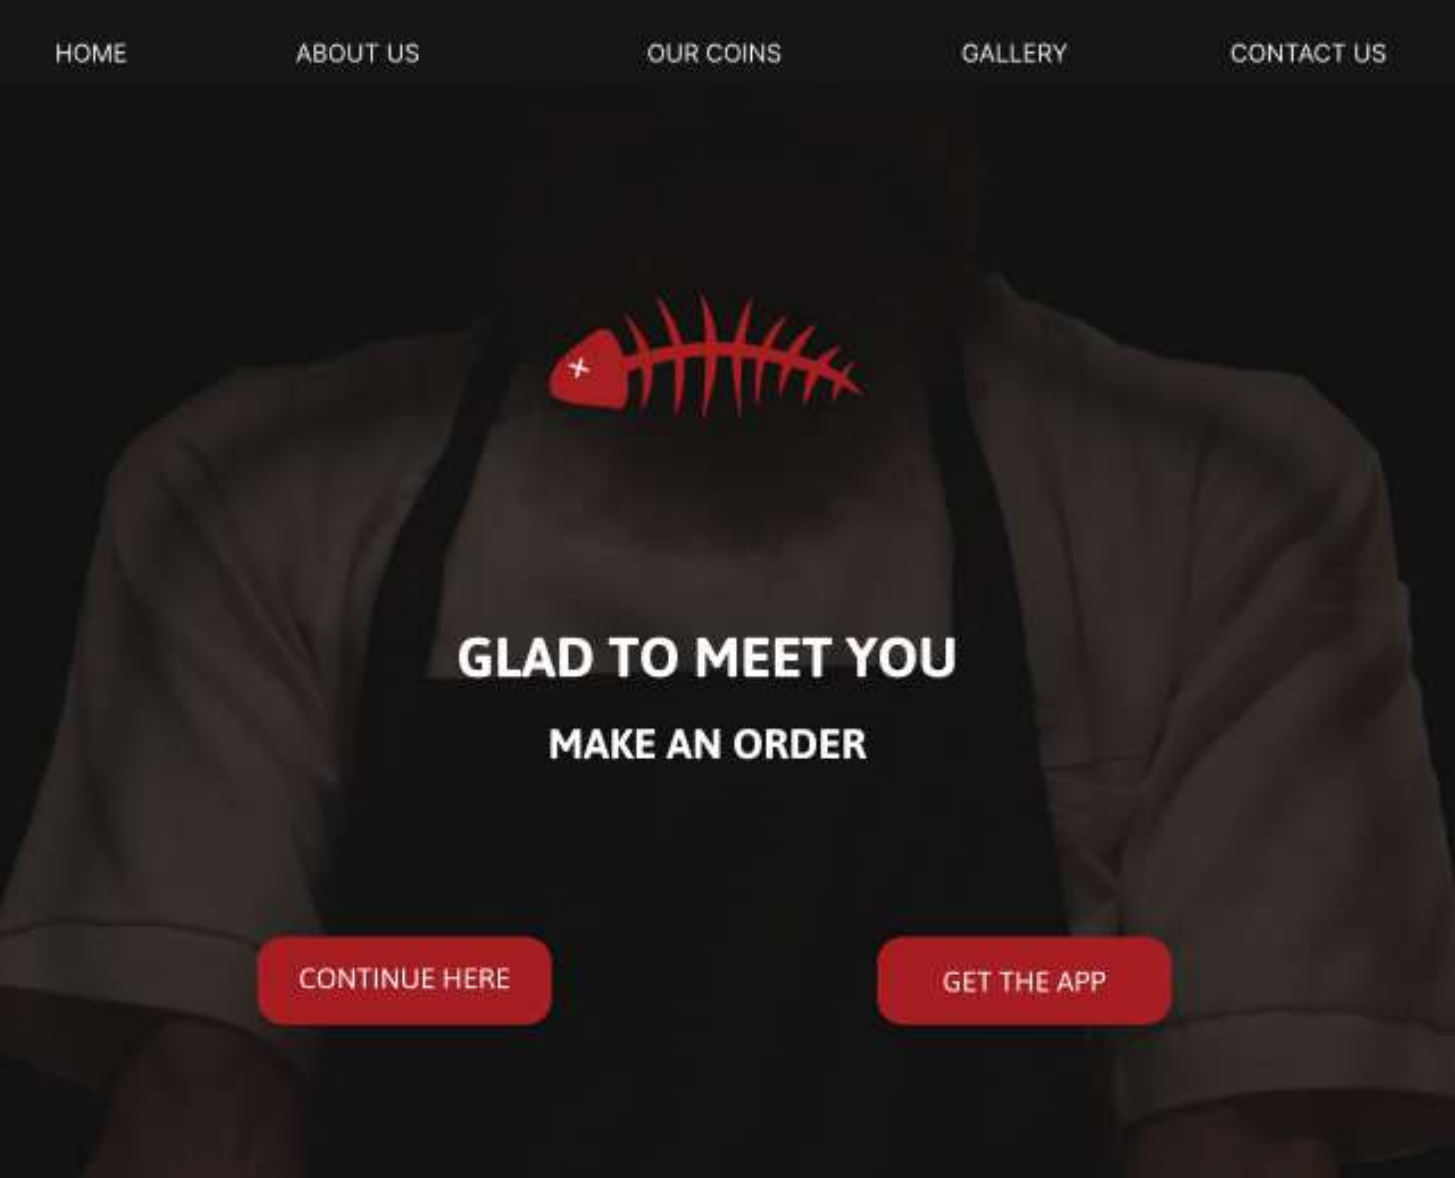 HOME ABOUT US OUR COINS GALLERY CONTACT US
GLAD TO MEET YOU
MAKE AN ORDER
CONTINUE HERE GET THE APP